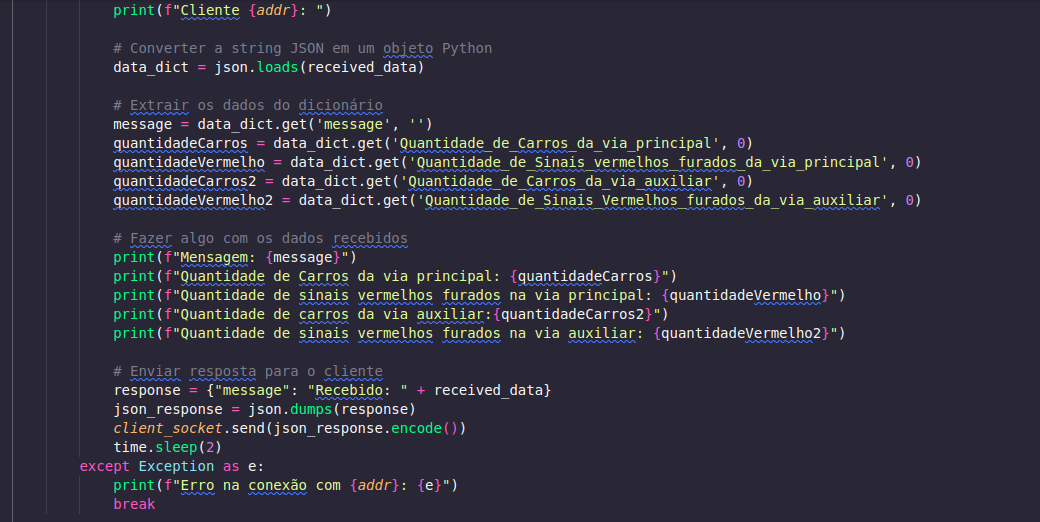 print(f"Cliente {addr}: ")
# Converter a string JSON em um objeto Python
data_dict = json.loads(received_data)
# Extrair os dados do dicionário
message = data_dict.get('message', '')
quantidadeCarros = data_dict.get('Quantidade_de_Carros_da_via_principal', 0)
quantidadeVermelho = data_dict.get('Quantidade_de_Sinais_vermelhos_furados_da_via_principal', 0)
quantidadeCarros2 = data_dict.get('Quantidade_de_Carros_da_via_auxiliar', 0)
quantidadeVermelho2 = data_dict.get('Quantidade_de_Sinais_Vermelhos_furados_da_via_auxiliar', 0)
# Fazer algo com os dados recebidos
print(f"Mensagem: {message}")
print(f"Quantidade de Carros da via principal: {quantidadeCarros}")
print(f"Quantidade de sinais vermelhos furados na via principal: {quantidadeVermelho}")
print(f"Quantidade de carros da via auxiliar:{quantidadeCarros2}")
print(f"Quantidade de sinais vermelhos furados na via auxiliar: {quantidadeVermelho2}")
# Enviar resposta para o cliente
response = {"message": "Recebido: " + received_data}
json_response = json.dumps(response)
client_socket.send(json_response.encode())
time.sleep(2)
except Exception as e:
print(f"Erro na conexão com {addr}: {e}")
break